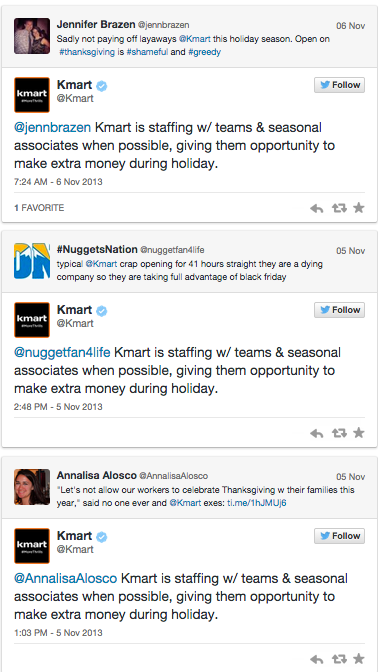 Jennifer Brazen @jennbrazen 06 Nov
Sadly not paying off layaways @Kmart this holiday season. Open on
#thanksgiving is #shameful and #greedy
kmart
Kmart
@Kmart
Follow
@jennbrazen Kmart is staffing w/ teams & seasonal
associates when possible, giving them opportunity to
make extra money during holiday.
7:24 AM - 6 Nov 2013
1 FAVORITE
#NuggetsNation @nuggetfan4life 05 Nov
typical @Kmart crap opening for 41 hours straight they are a dying
company so they are taking full advantage of black friday
kmart
Kmart
@Kmart
Follow
@nuggetfan4life Kmart is staffing w/ teams & seasonal
associates when possible, giving them opportunity to
make extra money during holiday.
2:48 PM - 5 Nov 2013
Annalisa Alosco @AnnalisaAlosco 05 Nov
"Let's not allow our workers to celebrate Thanksgiving w their families this
year," said no one ever and @Kmart exes: ti.me/1hJMUj6
kmart
Kmart
@Kmart
Follow
@AnnalisaAlosco Kmart is staffing w/ teams & seasonal
associates when possible, giving them opportunity to
make extra money during holiday.
1:03 PM - 5 Nov 2013